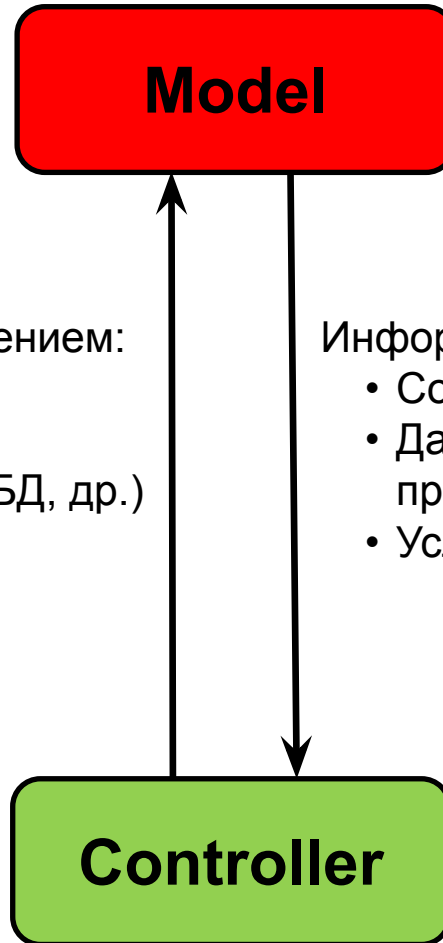 Model
ением:
Инфор
• Со
• Да
БД, др.)
пр
• Усл
Controller